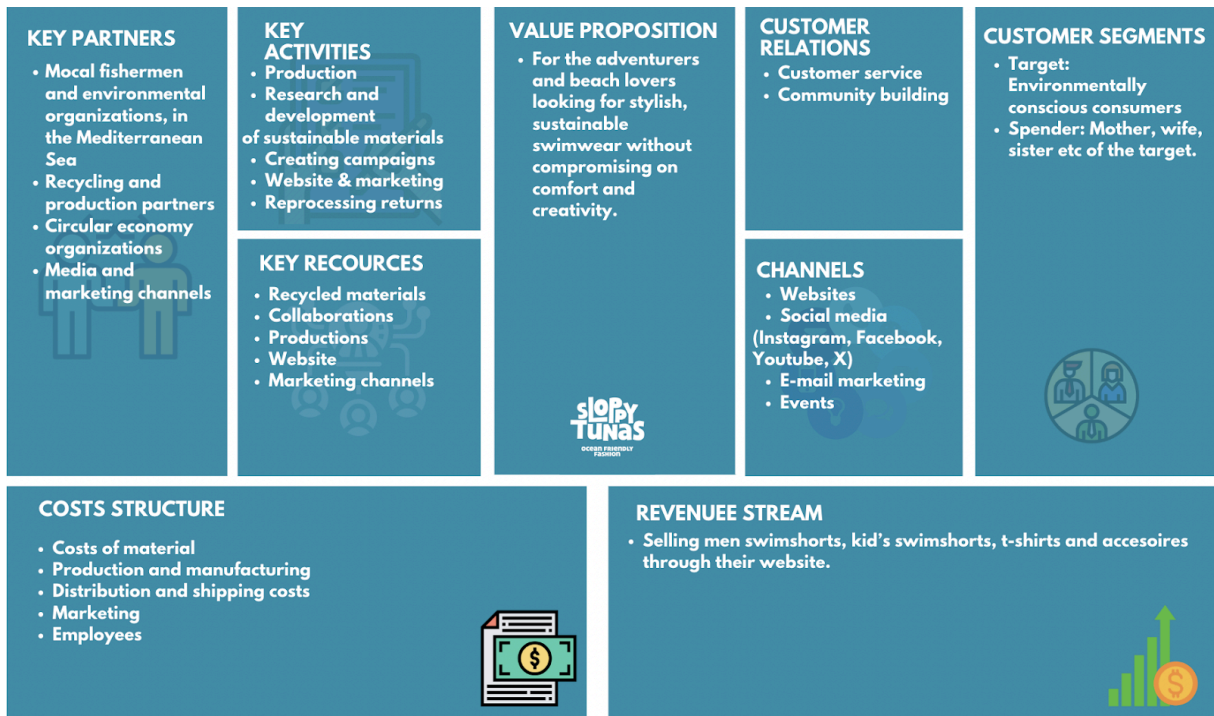 KEY PARTNERS
• Mocal fishermen
and environmental
organizations, in
the Mediterranean
Sea
• Recycling and
production partners
• Circular economy
organizations
• Media and
marketing channels
KEY
ACTIVITIES
• Production
• Research and
development
of sustainable materials
• Creating campaigns
• Website & marketing
• Reprocessing returns
KEY RECOURCES
• Recycled materials
• Collaborations
• Productions
• Website
• Marketing channels
VALUE PROPOSITION
• For the adventurers
and beach lovers
looking for stylish,
sustainable
swimwear without
compromising on
comfort and
creativity.
SLOPPY
TUNAS
OCEAN FRIENDLY
FASHION
CUSTOMER
RELATIONS
• Customer service
• Community building
CHANNELS
• Websites
• Social media
(Instagram, Facebook,
Youtube, X)
• E-mail marketing
• Events
CUSTOMER SEGMENTS
• Target:
Environmentally
conscious consumers
• Spender: Mother, wife,
sister etc of the target.
COSTS STRUCTURE
• Costs of material
• Production and manufacturing
• Distribution and shipping costs
• Marketing
• Employees
$
REVENUEE STREAM
• Selling men swimshorts, kid's swimshorts, t-shirts and accesoires
through their website.
$